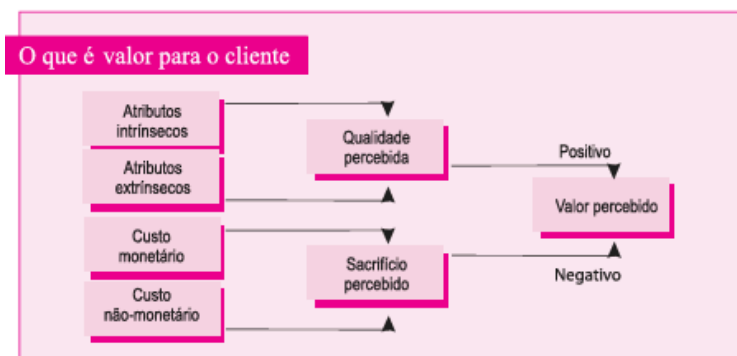 O que é valor para o cliente
Atributos
intrínsecos
Atributos
extrínsecos
Custo
monetário
Custo
não-monetário
Qualidade
percebida
Sacrifício
percebido
Positivo
Valor percebido
Negativo